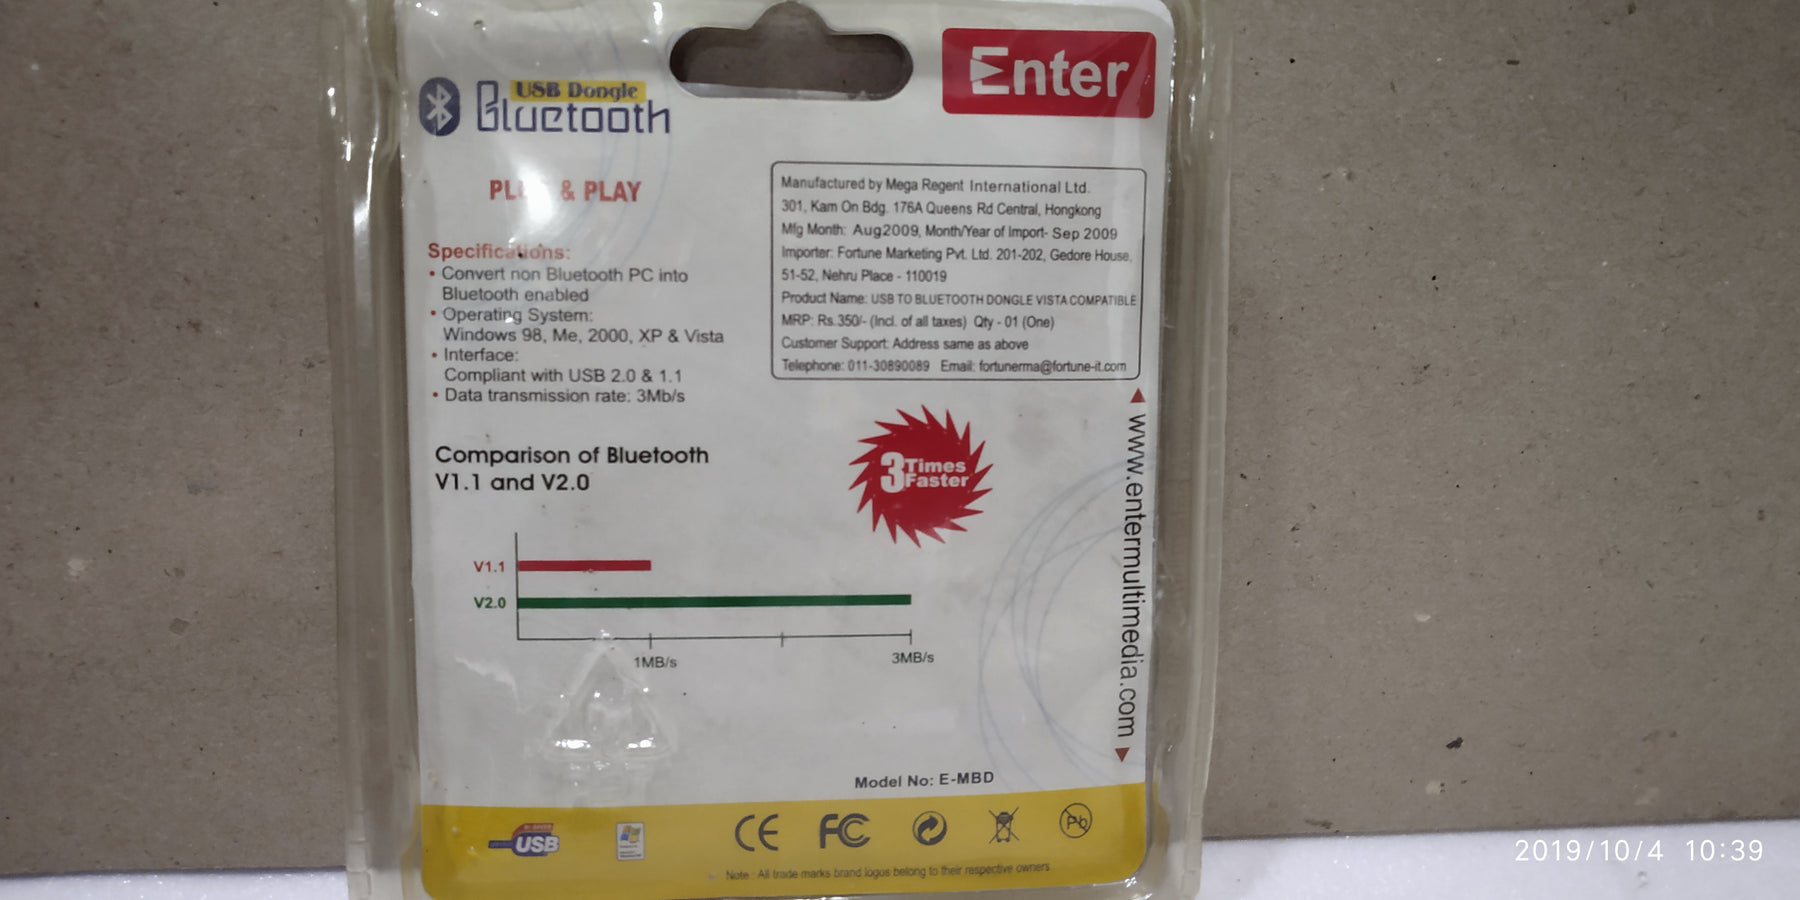 USB Dongle
Bluetooth
Enter
PL & PLAY
Specifications:
• Convert non Bluetooth PC into
Bluetooth enabled
• Operating System:
Windows 98, Me, 2000, XP & Vista
• Interface:
Compliant with USB 2.0 & 1.1
• Data transmission rate: 3Mb/s
Manufactured by Mega Regent International Ltd.
301, Kam On Bdg. 176A Queens Rd Central, Hongkong
Mfg Month: Aug2009, Month/Year of Import- Sep 2009
Importer: Fortune Marketing Pvt. Ltd. 201-202, Gedore House,
51-52, Nehru Place - 110019
Product Name: USB TO BLUETOOTH DONGLE VISTA COMPATIBLE
MRP: Rs.350/- (Incl. of all taxes) Qty - 01 (One)
Customer Support: Address same as above
Telephone: 011-30890089 Email: fortunerma@fortune-it.com
Comparison of Bluetooth
V1.1 and V2.0
3 Times
Faster
www.entermultimedia.com
V1.1
V2.0
1MB/s
3MB/s
Model No: E-MBD
USB
CE FC Pb
Note : All trade marks brand logos belong to their respective owners
2019/10/4 10:39